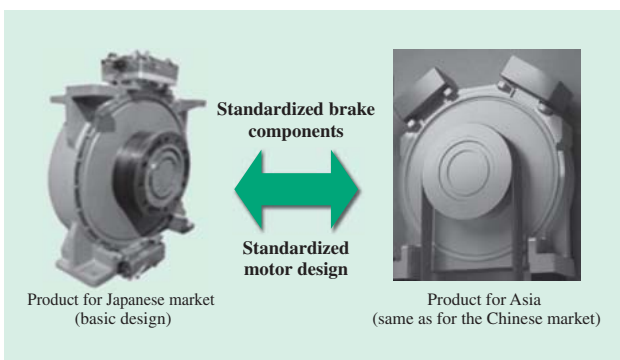 Standardized brake
components
Standardized
motor design
Product for Japanese market
(basic design)
Product for Asia
(same as for the Chinese market)